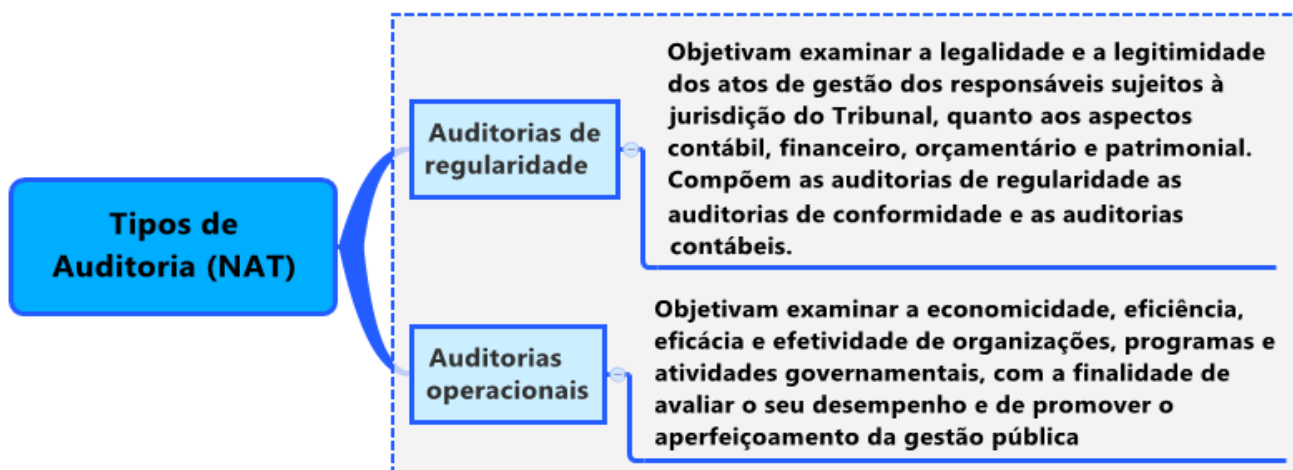 Tipos de
Auditoria (NAT)
Auditorias de
regularidade
Objetivam examinar a legalidade e a legitimidade
dos atos de gestão dos responsáveis sujeitos à
jurisdição do Tribunal, quanto aos aspectos
contábil, financeiro, orçamentário e patrimonial.
Compõem as auditorias de regularidade as
auditorias de conformidade e as auditorias
contábeis.
Auditorias
operacionais
Objetivam examinar a economicidade, eficiência,
eficácia e efetividade de organizações, programas e
atividades governamentais, com a finalidade de
avaliar o seu desempenho e de promover o
aperfeiçoamento da gestão pública